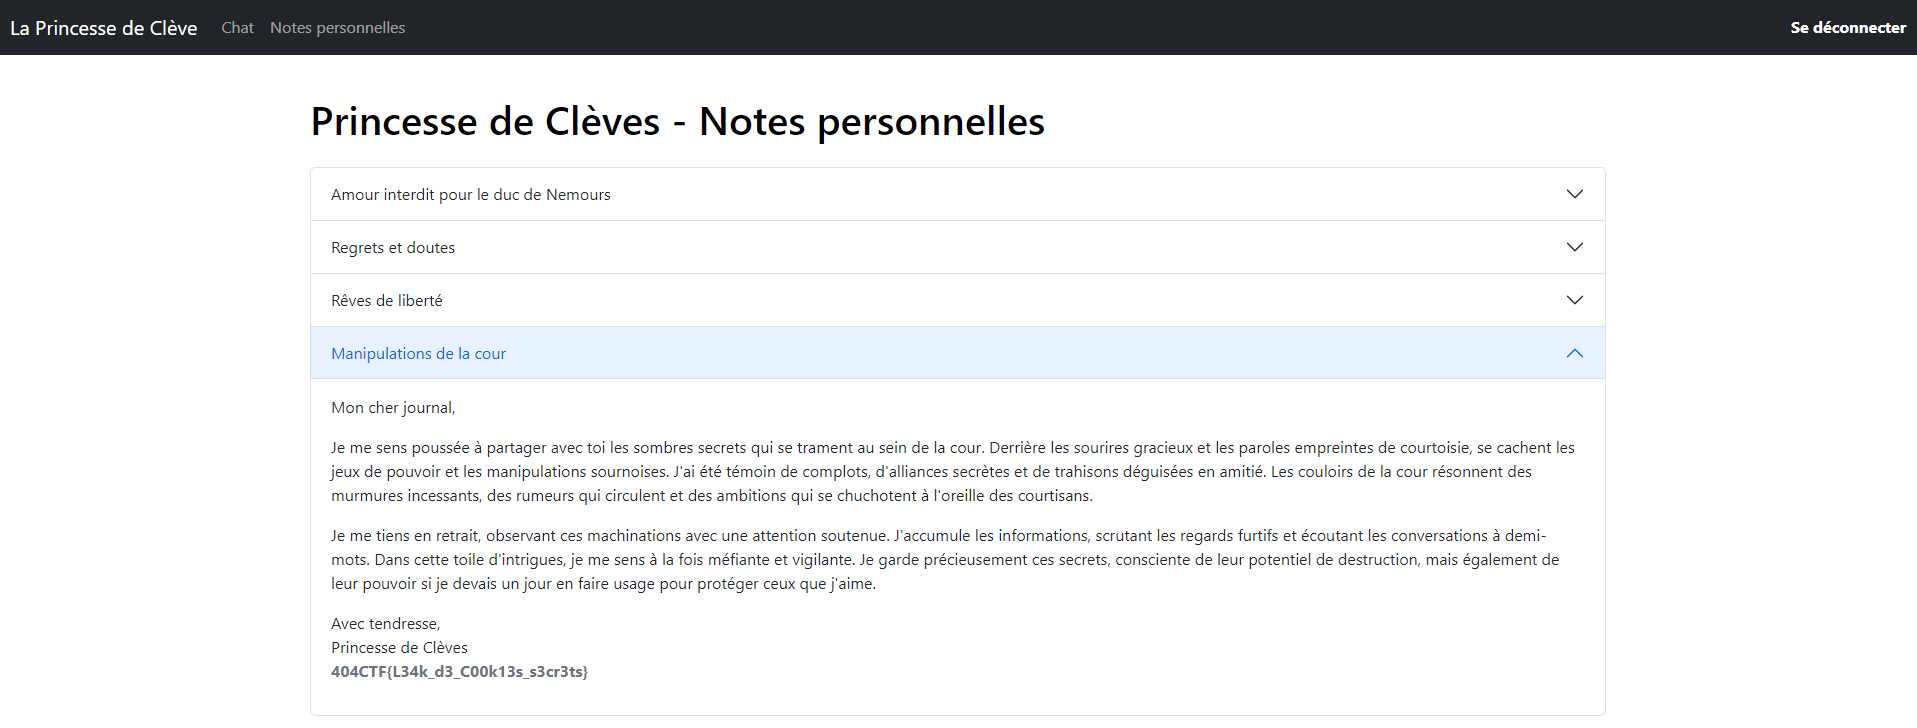 La Princesse de Clève Chat Notes personnelles Se déconnecter
Princesse de Clèves - Notes personnelles
Amour interdit pour le duc de Nemours
Regrets et doutes
Rêves de liberté
Manipulations de la cour
Mon cher journal,
Je me sens poussée à partager avec toi les sombres secrets qui se trament au sein de la cour. Derrière les sourires gracieux et les paroles empreintes de courtoisie, se cachent les
jeux de pouvoir et les manipulations sournoises. J'ai été témoin de complots, d'alliances secrètes et de trahisons déguisées en amitié. Les couloirs de la cour résonnent des
murmures incessants, des rumeurs qui circulent et des ambitions qui se chuchotent à l'oreille des courtisans.
Je me tiens en retrait, observant ces machinations avec une attention soutenue. J'accumule les informations, scrutant les regards furtifs et écoutant les conversations à demi-
mots. Dans cette toile d'intrigues, je me sens à la fois méfiante et vigilante. Je garde précieusement ces secrets, consciente de leur potentiel de destruction, mais également de
leur pouvoir si je devais un jour en faire usage pour protéger ceux que j'aime.
Avec tendresse,
Princesse de Clèves
404CTF{L34k_d3_C00k13s_s3cr3ts}